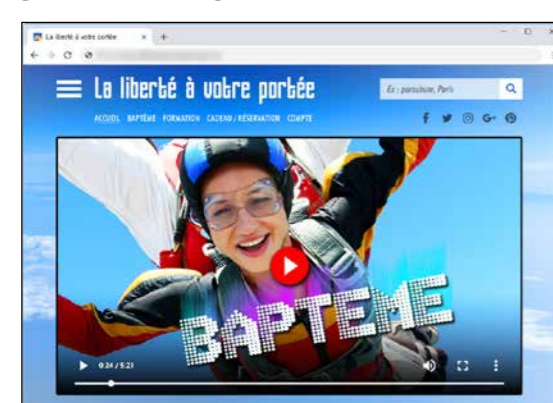 La liberté à votre portée
La liberté à votre portée
Ex : parachute, Paris
ACCUEIL BAPTÊME FORMATION CADEAU / RÉSERVATION COMPTE
BAPTEME
0:24 / 5:21